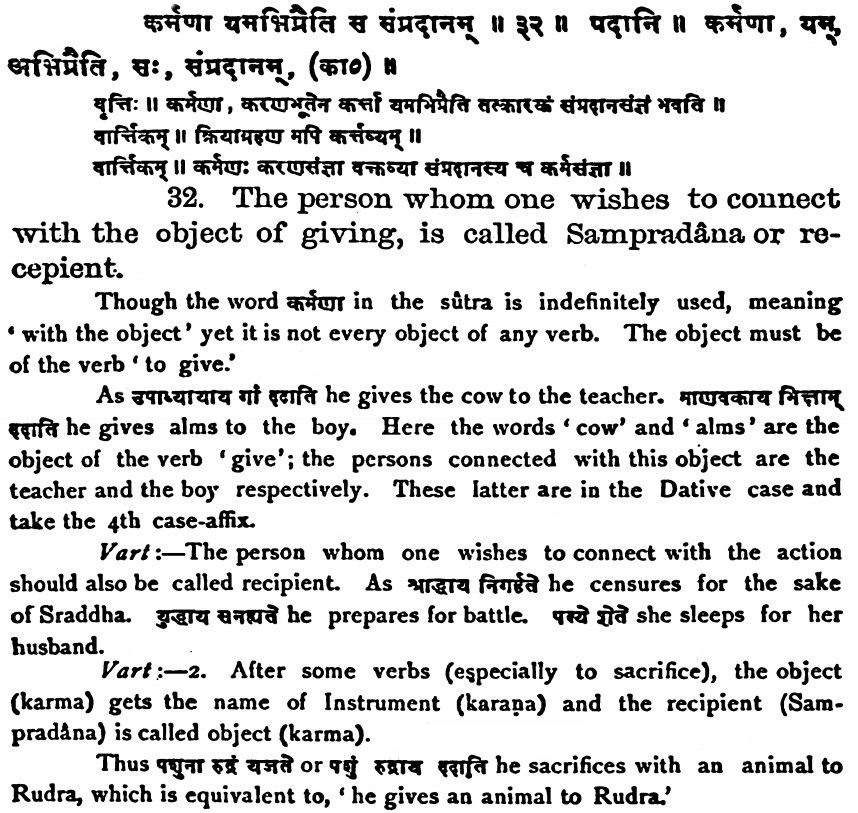 कर्मणा यमभिप्रैति स संप्रदानम् ॥ ३२ ॥ पदानि ॥ कर्मणा, यम्,
अभिप्रैति, सः, संप्रदानम्, (का०) ॥
वृत्तिः ॥ कर्मणा, करणभूतेन कर्त्ता यमभिप्रैति तत्कारकं संप्रदानसंज्ञं भवति ॥
वार्त्तिकम् ॥ क्रियाग्रहण मपि कर्त्तव्यम् ॥
वार्त्तिकम् ॥ कर्मणः करणसंज्ञा वक्तव्या संप्रदानस्य च कर्मसंज्ञा ॥
32. The person whom one wishes to connect
with the object of giving, is called Sampradâna or re-
cepient.
Though the word कर्मणा in the sûtra is indefinitely used, meaning
‘ with the object’ yet it is not every object of any verb. The object must be
of the verb ‘ to give.’
As उपाध्यायाय गां ददाति he gives the cow to the teacher. माणवकाय भिक्षाम्
ददाति he gives alms to the boy. Here the words ‘ cow’ and ‘ alms’ are the
object of the verb ‘give’; the persons connected with this object are the
teacher and the boy respectively. These latter are in the Dative case and
take the 4th case-affix.
Vart:—The person whom one wishes to connect with the action
should also be called recipient. As श्राद्धाय निगर्हते he censures for the sake
of Sraddha. युद्धाय सनह्यते he prepares for battle. पत्ये शेते she sleeps for her
husband.
Vart:—2. After some verbs (especially to sacrifice), the object
(karma) gets the name of Instrument (karaṇa) and the recipient (Sam-
pradâna) is called object (karma).
Thus पशुना रुद्रं यजते or पशुं रुद्राय ददाति he sacrifices with an animal to
Rudra, which is equivalent to, ‘ he gives an animal to Rudra.’